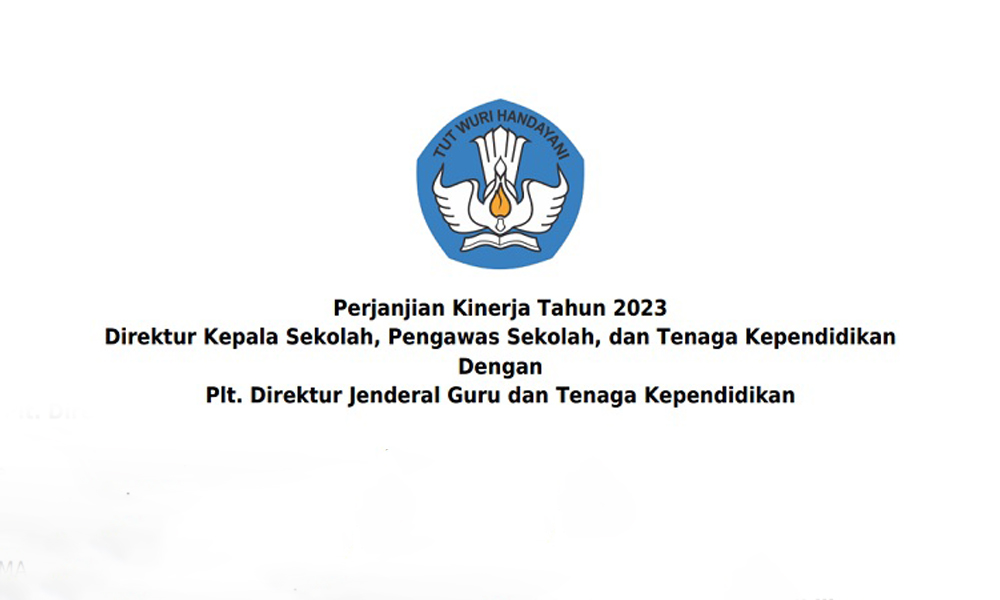 TUT WURI HANDAYANI
Perjanjian Kinerja Tahun 2023
Direktur Kepala Sekolah, Pengawas Sekolah, dan Tenaga Kependidikan
Dengan
Plt. Direktur Jenderal Guru dan Tenaga Kependidikan
MA